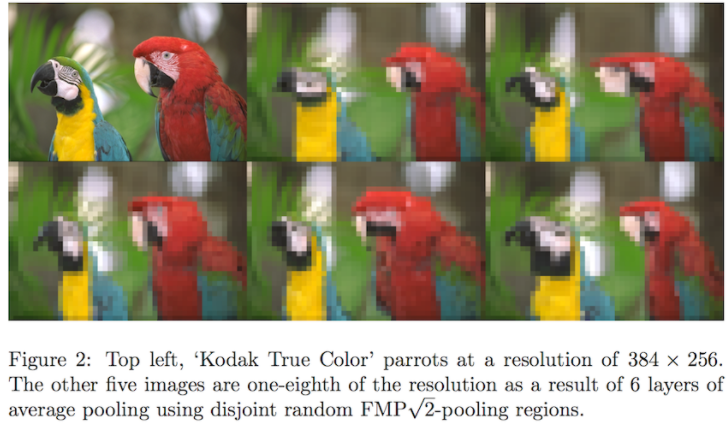 Figure 2: Top left, ‘Kodak True Color’ parrots at a resolution of 384 × 256.
The other five images are one-eighth of the resolution as a result of 6 layers of
average pooling using disjoint random FMP√2-pooling regions.